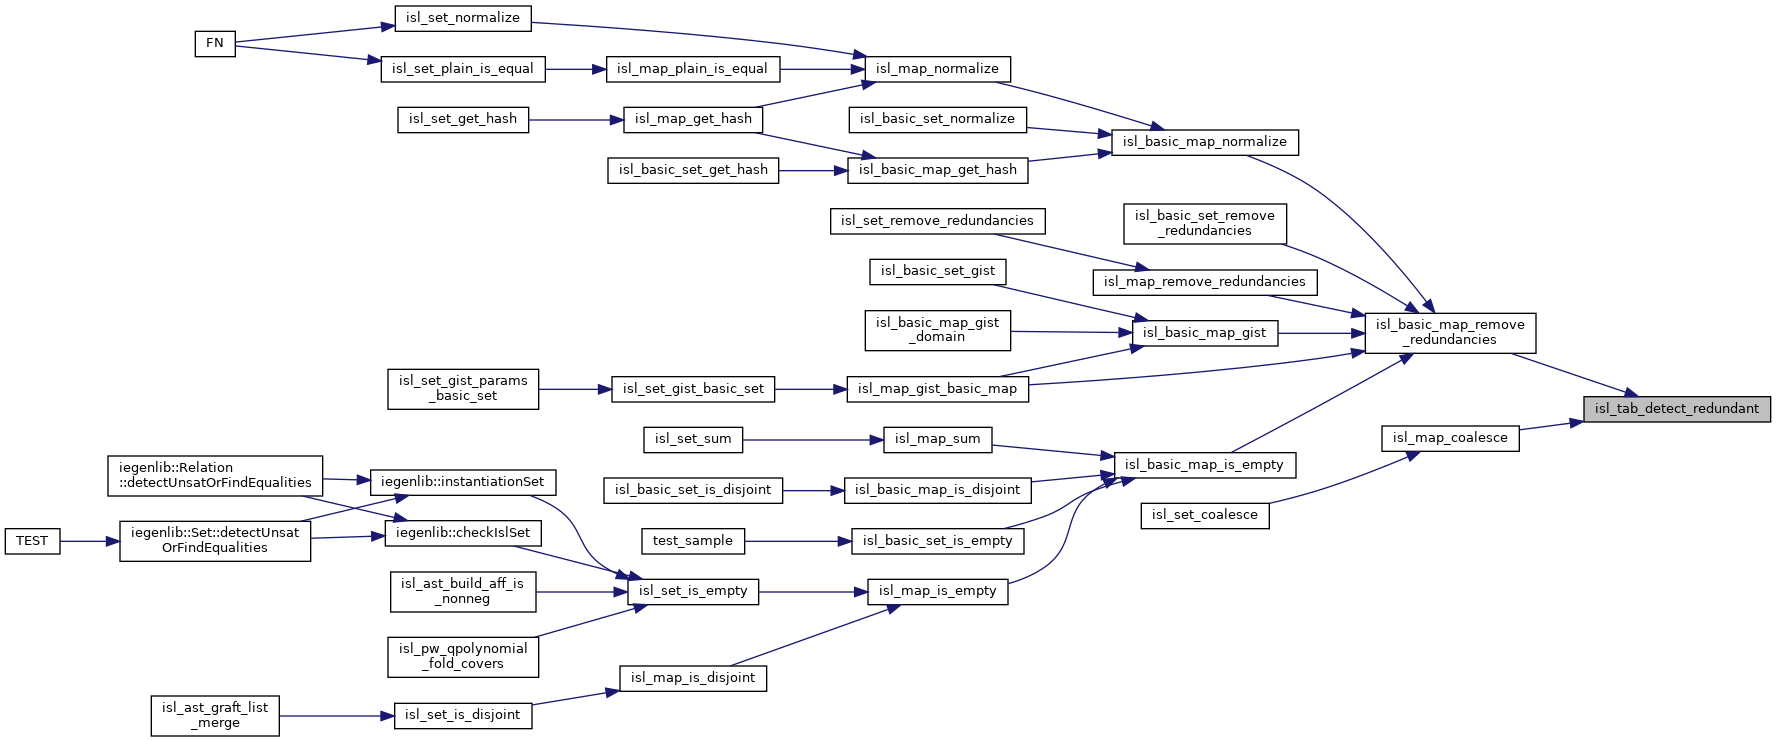 isl_set_normalize
FN
isl_set_plain_is_equal
isl_map_plain_is_equal
isl_map_normalize
isl_set_get_hash
isl_map_get_hash
isl_basic_set_normalize
isl_basic_map_normalize
isl_basic_set_get_hash
isl_basic_map_get_hash
isl_set_remove_redundancies
isl_basic_set_remove
_redundancies
isl_basic_set_gist
isl_map_remove_redundancies
isl_basic_map_gist
_domain
isl_basic_map_gist
isl_basic_map_remove
_redundancies
isl_set_gist_params
_basic_set
isl_set_gist_basic_set
isl_map_gist_basic_map
isl_tab_detect_redundant
isl_set_sum
isl_map_sum
isl_map_coalesce
iegenlib::Relation
::detectUnsatOrFindEqualities
iegenlib::instantiationSet
isl_basic_set_is_disjoint
isl_basic_map_is_disjoint
isl_basic_map_is_empty
isl_set_coalesce
TEST
iegenlib::Set::detectUnsat
OrFindEqualities
iegenlib::checkIslSet
test_sample
isl_basic_set_is_empty
isl_ast_build_aff_is
_nonneg
isl_set_is_empty
isl_map_is_empty
isl_pw_qpolynomial
_fold_covers
isl_map_is_disjoint
isl_ast_graft_list
_merge
isl_set_is_disjoint